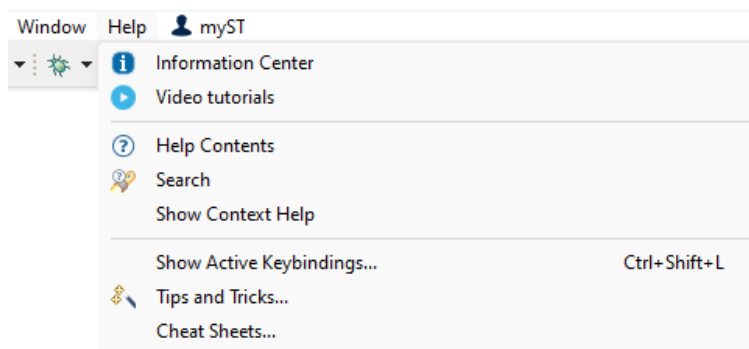 Window Help myST
Information Center
Video tutorials
Help Contents
Search
Show Context Help
Show Active Keybindings... Ctrl+Shift+L
Tips and Tricks...
Cheat Sheets...